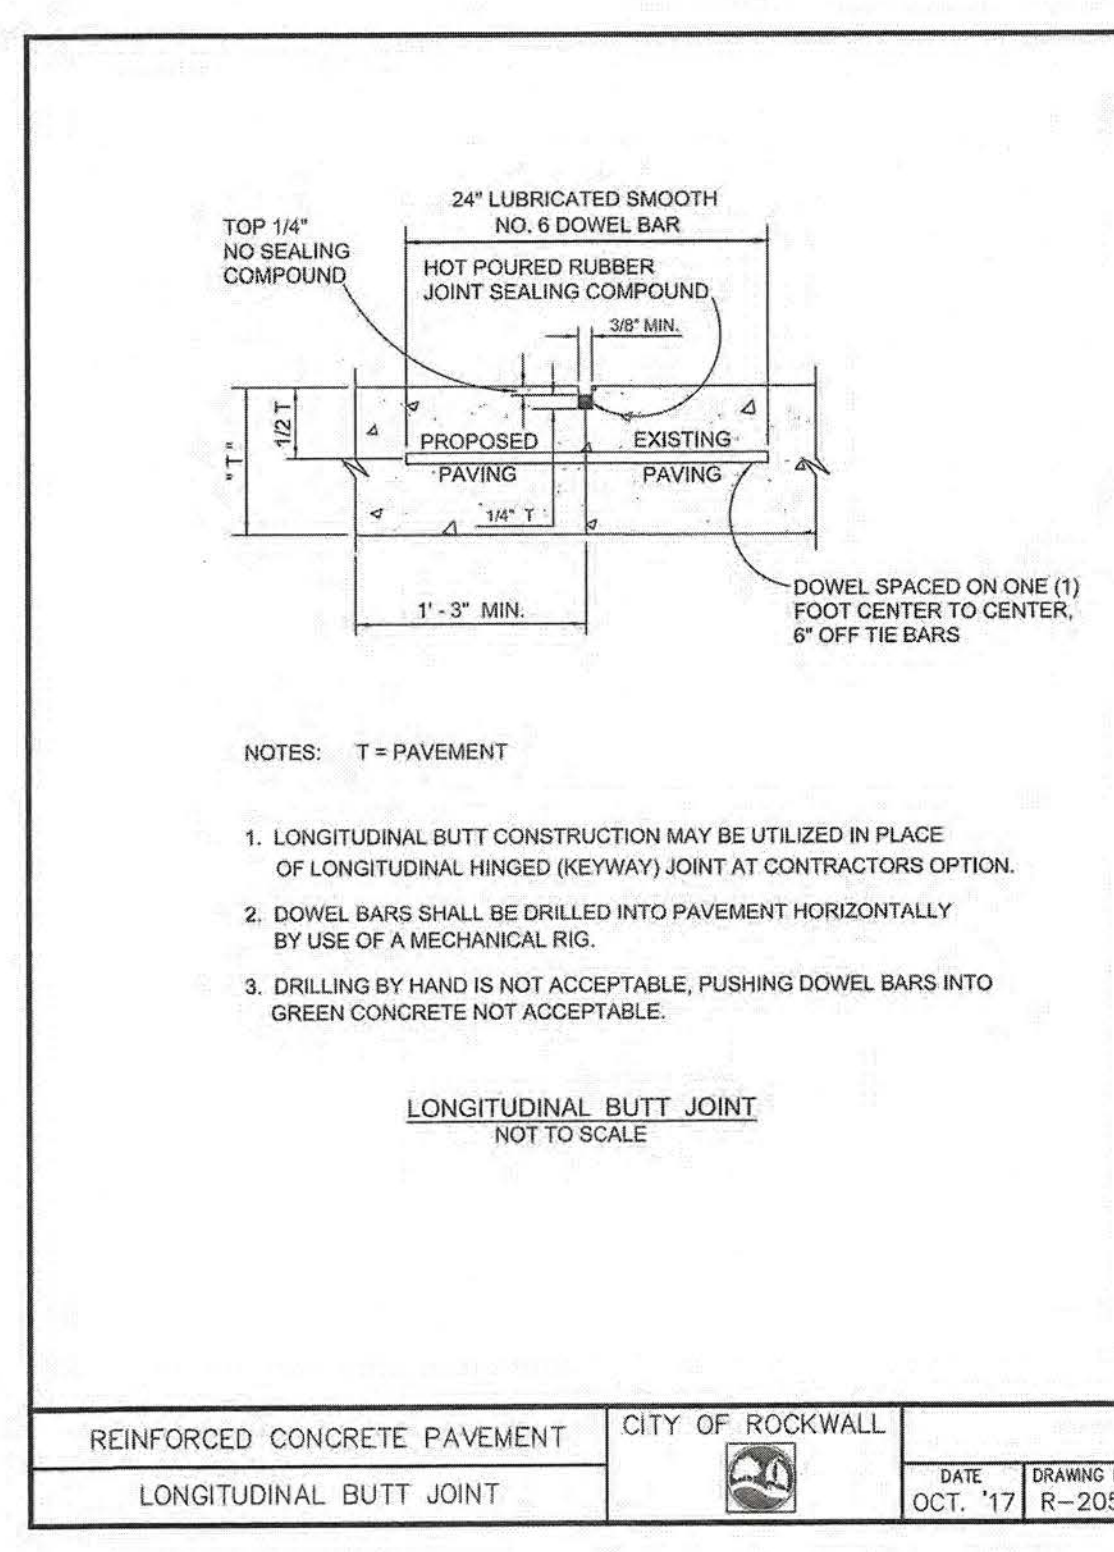 24" LUBRICATED SMOOTH
NO. 6 DOWEL BAR
TOP 1/4"
NO SEALING
COMPOUND
HOT POURED RUBBER
JOINT SEALING COMPOUND
3/8" MIN.
1/2 T
"T"
PROPOSED
PAVING
EXISTING
PAVING
1/4" T
1' - 3" MIN.
DOWEL SPACED ON ONE (1)
FOOT CENTER TO CENTER,
6" OFF TIE BARS
NOTES: T = PAVEMENT
1. LONGITUDINAL BUTT CONSTRUCTION MAY BE UTILIZED IN PLACE
OF LONGITUDINAL HINGED (KEYWAY) JOINT AT CONTRACTORS OPTION.
2. DOWEL BARS SHALL BE DRILLED INTO PAVEMENT HORIZONTALLY
BY USE OF A MECHANICAL RIG.
3. DRILLING BY HAND IS NOT ACCEPTABLE, PUSHING DOWEL BARS INTO
GREEN CONCRETE NOT ACCEPTABLE.
LONGITUDINAL BUTT JOINT
NOT TO SCALE
REINFORCED CONCRETE PAVEMENT
LONGITUDINAL BUTT JOINT
CITY OF ROCKWALL
DATE
OCT. '17
DRAWING
R-205